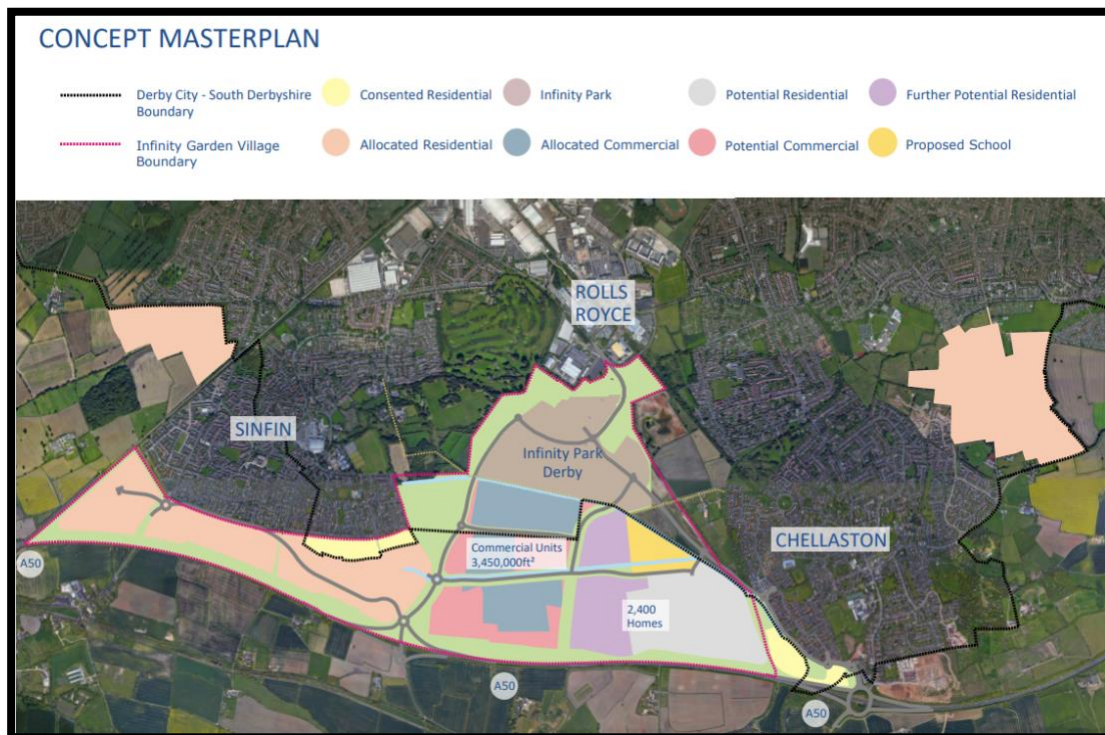 CONCEPT MASTERPLAN
Derby City - South Derbyshire
Boundary
Consented Residential
Infinity Park
Potential Residential
Further Potential Residential
Infinity Garden Village
Boundary
Allocated Residential
Allocated Commercial
Potential Commercial
Proposed School
ROLLS
ROYCE
SINFIN
Infinity Park
Derby
CHELLASTON
Commercial Units
3,450,000ft²
A50
2,400
Homes
A50
A50